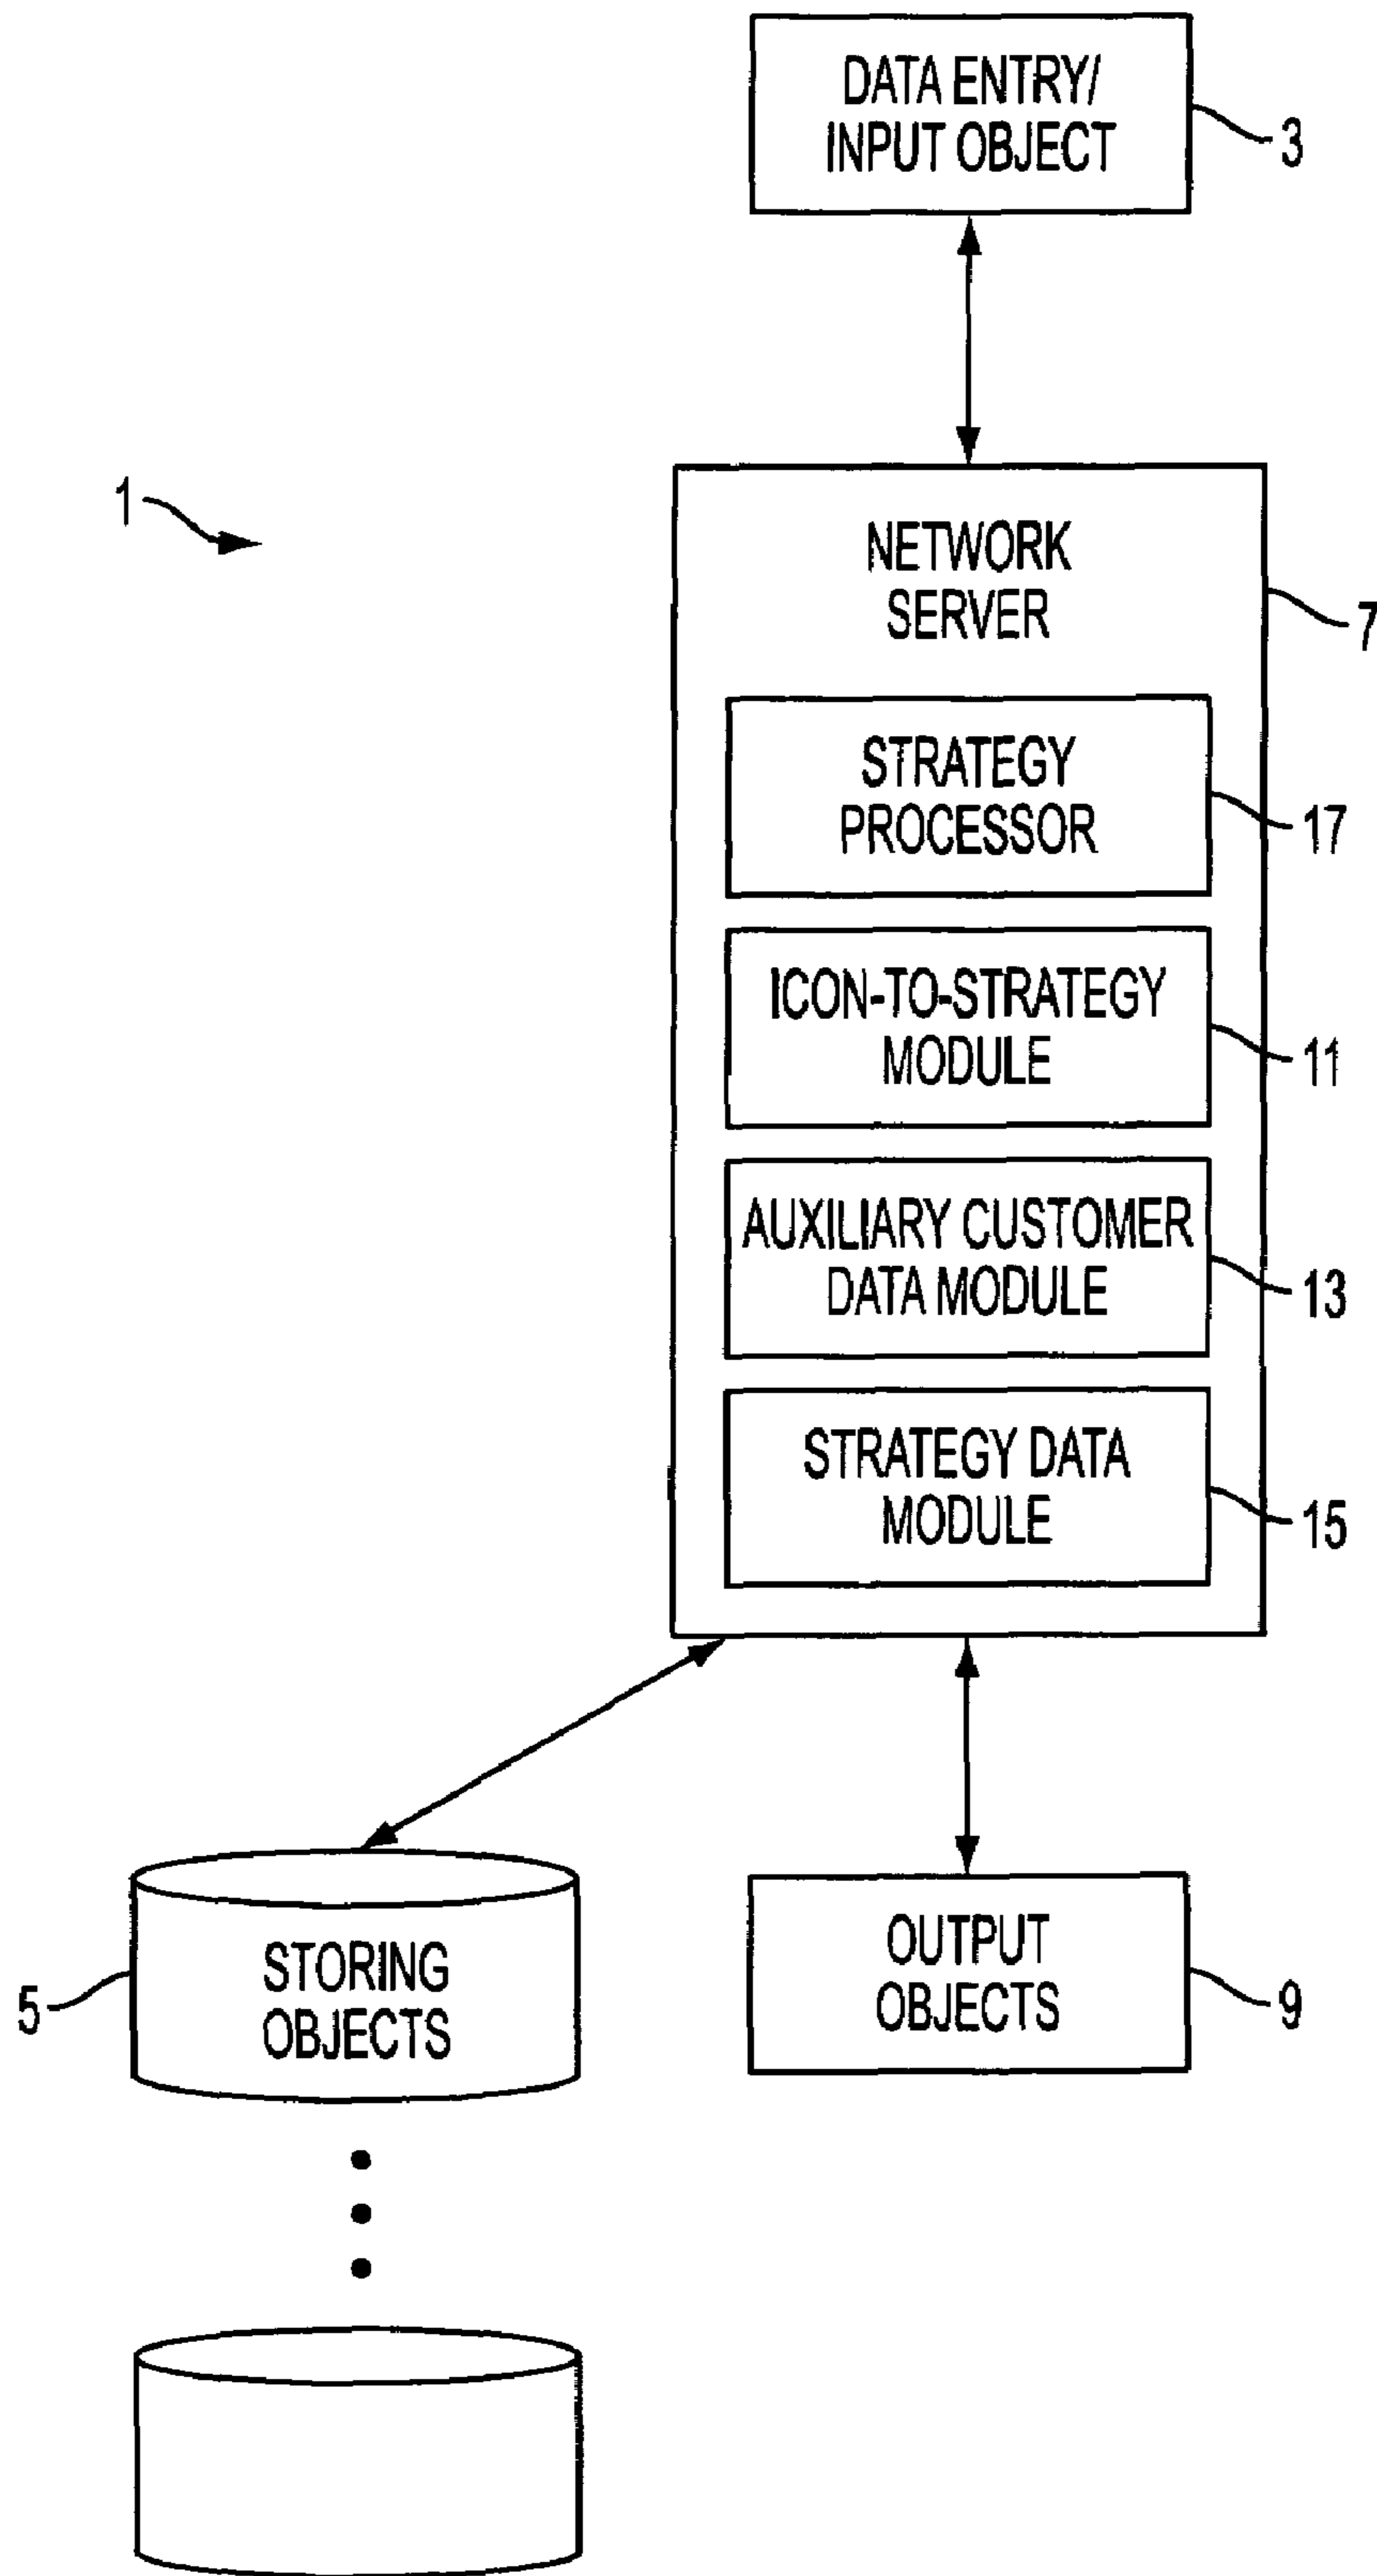 DATA ENTRY/
INPUT OBJECT
3
1
NETWORK
SERVER
7
STRATEGY
PROCESSOR
17
ICON-TO-STRATEGY
MODULE
11
AUXILIARY CUSTOMER
DATA MODULE
13
STRATEGY DATA
MODULE
15
5
STORING
OBJECTS
OUTPUT
OBJECTS
9